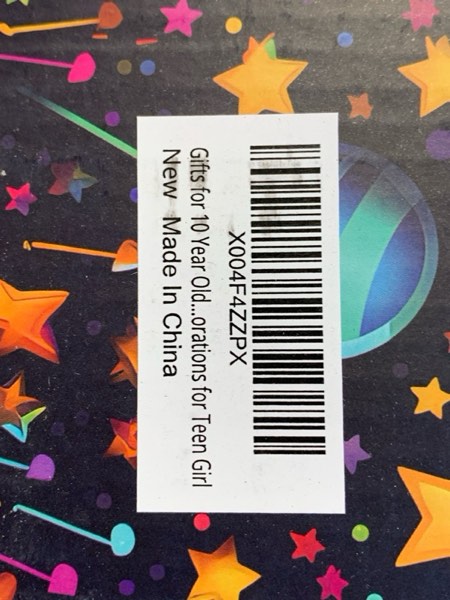 X004F4ZZPX
Gifts for 10 Year Old...orations for Teen Girl
New Made In China